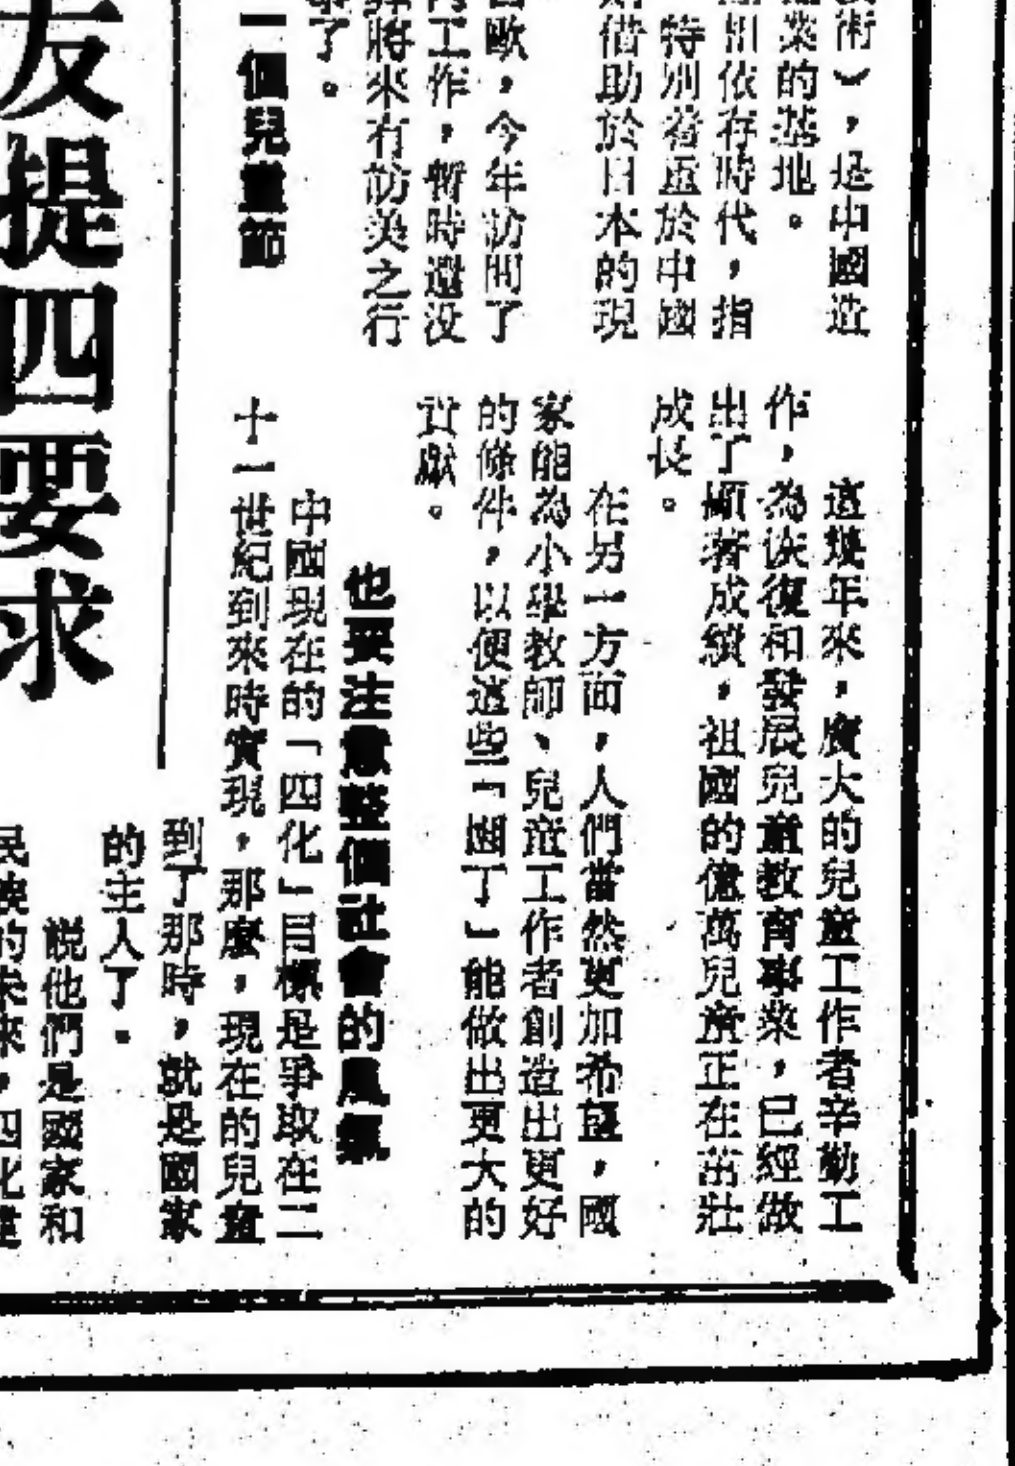 術），是中國造
業的基地。
相依存時代，指
特別着重於中國
借助於日本的現
歐，今年訪問了
工作，暫時還没
將來有訪美之行
了。
一個兒童節
這幾年來，廣大的兒童工作者辛勤工
作，為恢復和發展兒童教育事業，已經做
出了顯著成績，祖國的億萬兒童正在茁壯
成長。
在另一方面，人們當然更加希望，國
家能為小學教師、兒童工作者創造出更好
的條件，以便這些「園丁」能做出更大的
貢獻。
也要注意整個社會的風氣
中國現在的「四化」目標是爭取在二
十一世紀到來時實現，那麼，現在的兒童
到了那時，就是國家
的主人了。
説他們是國家和
民族的未來，四化
友提四要求